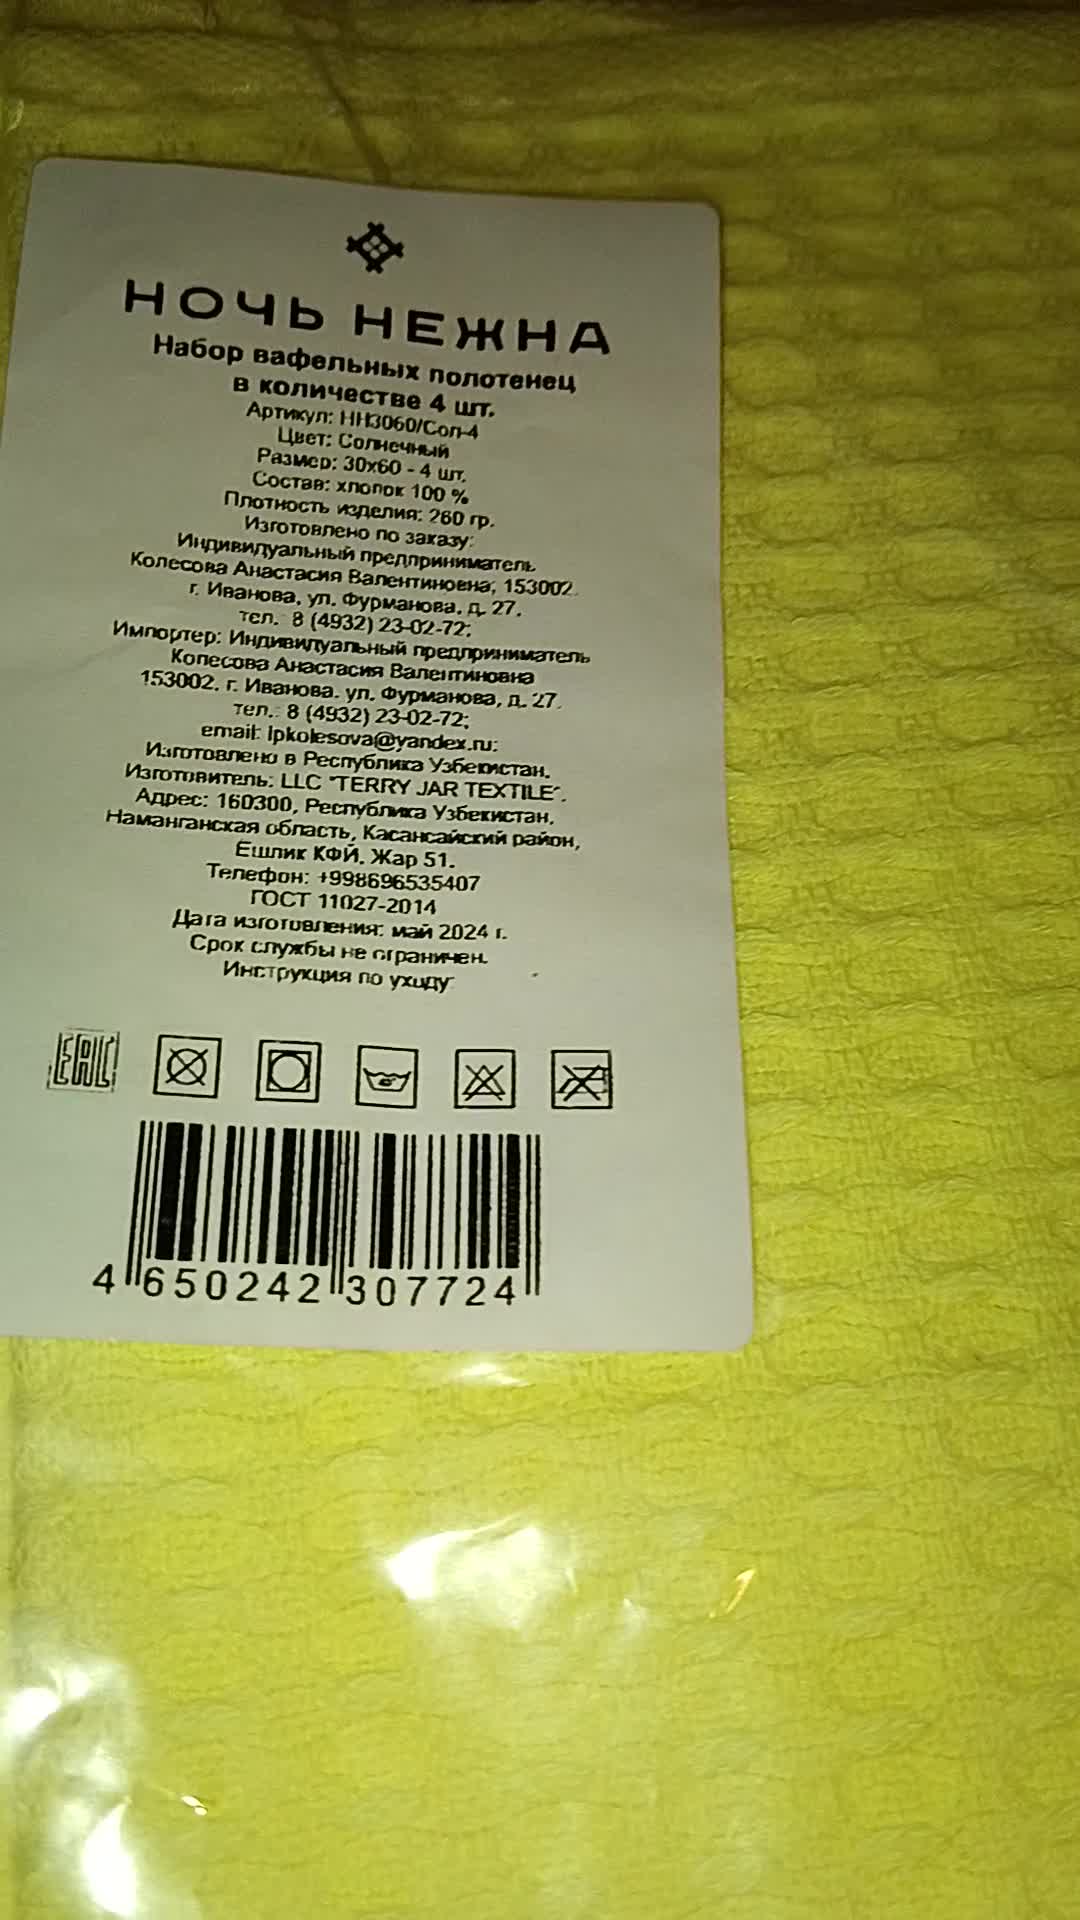 НОЧЬ НЕЖНА
Набор вафельных полотенец
в количестве 4 шт.
Артикул: НН3060/Сол-4
Цвет: Солнечный
Размер: 30х60 - 4 шт.
Состав: хлопок 100 %
Плотность изделия: 260 гр.
Изготовлено по заказу:
Индивидуальный предприниматель
Колесова Анастасия Валентиновна, 153002.
г. Иванова, ул. Фурманова, д. 27.
тел.: 8 (4932) 23-02-72;
Импортер: Индивидуальный предприниматель
Колесова Анастасия Валентиновна
153002, г. Иванова, ул. Фурманова, д. 27.
тел.: 8 (4932) 23-02-72;
email: ipkolesova@yandex.ru;
Изготовлено в Республика Узбекистан.
Изготовитель: LLC "TERRY JAR TEXTILE".
Адрес: 160300, Республика Узбекистан,
Наманганская область, Касансайский район,
Ёшлик КФЙ, Жар 51.
Телефон: +998696535407
ГОСТ 11027-2014
Дата изготовления: май 2024 г.
Срок службы не ограничен.
Инструкция по уходу:
EAC
4 650242 307724